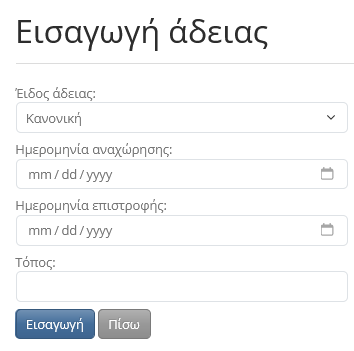 Εισαγωγή άδειας
Έιδος άδειας:
Κανονική
Ημερομηνία αναχώρησης:
mm / dd / yyyy
Ημερομηνία επιστροφής:
mm / dd / yyyy
Τόπος:
Εισαγωγή Πίσω